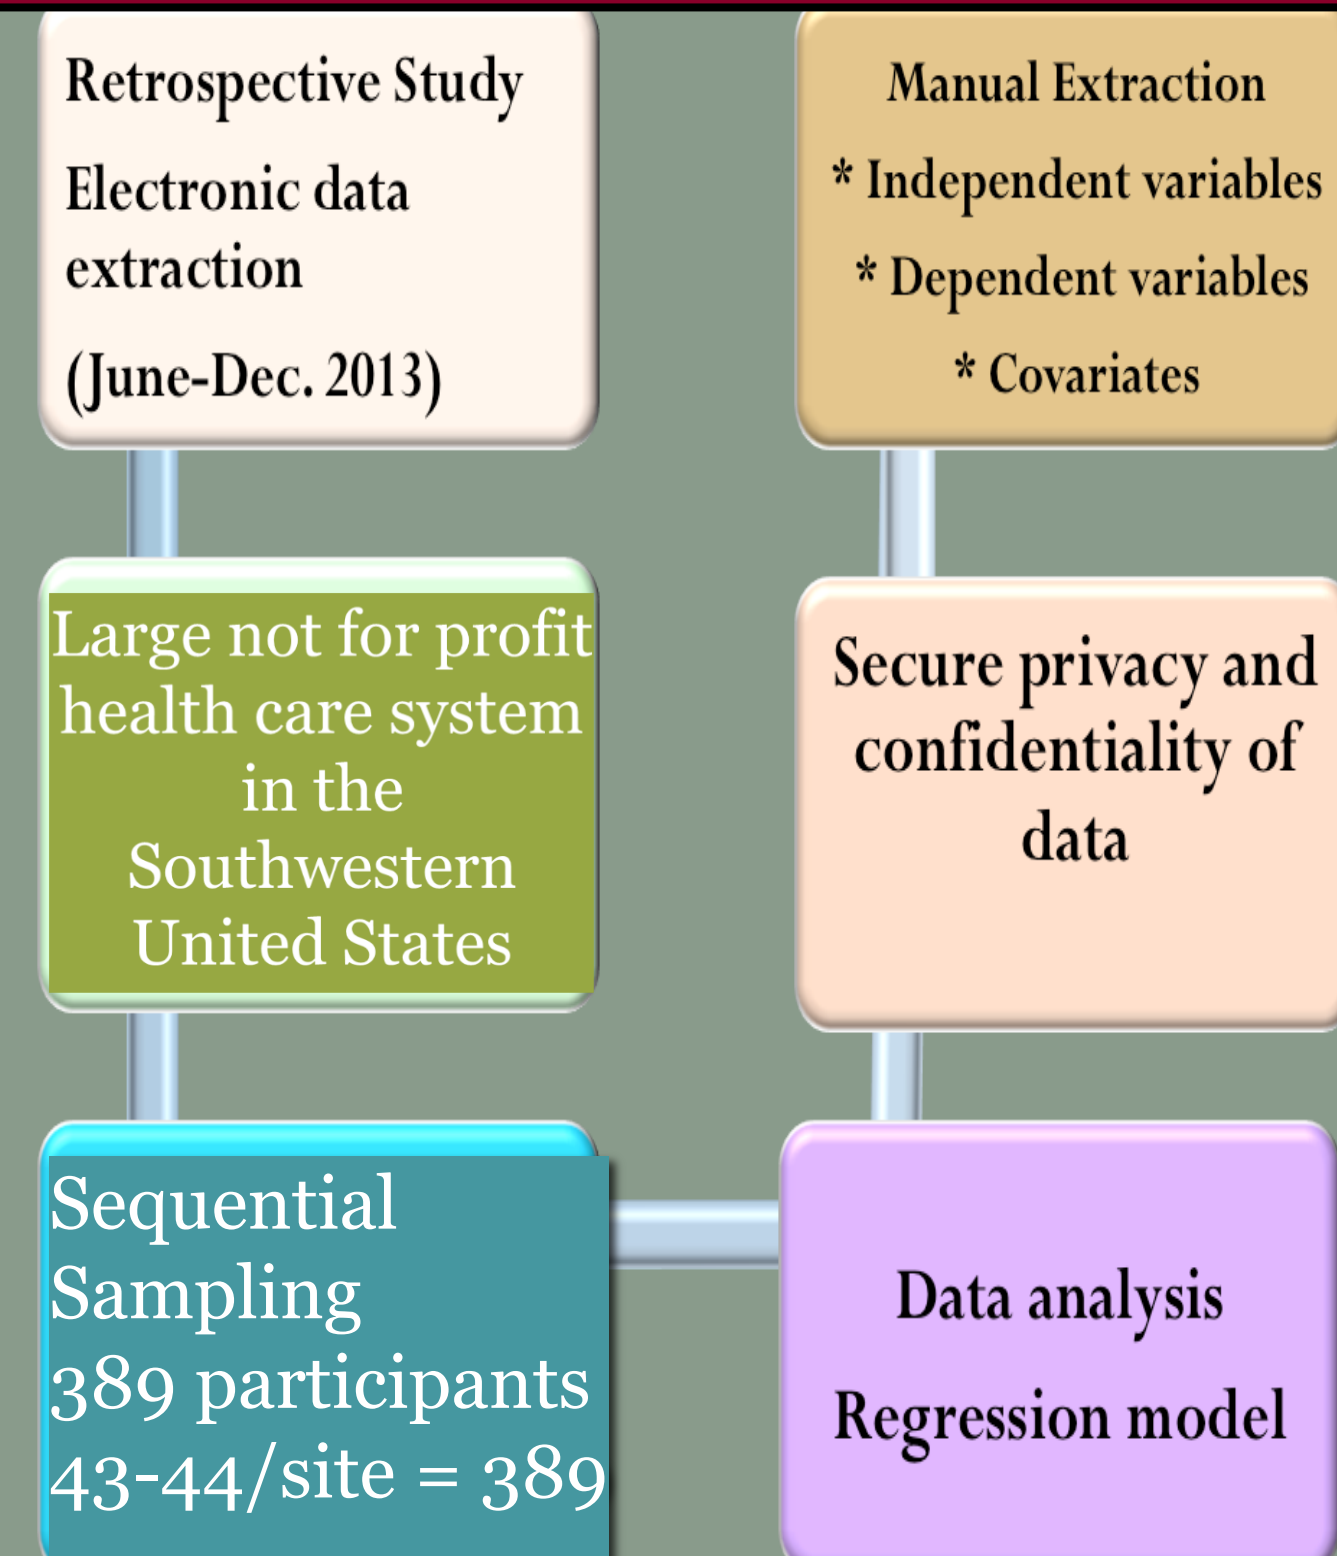 Retrospective Study
Electronic data
extraction
(June-Dec. 2013)
Large not for profit
health care system
in the
Southwestern
United States
Sequential
Sampling
389 participants
43-44/site = 389
Manual Extraction
* Independent variables
* Dependent variables
* Covariates
Secure privacy and
confidentiality of
data
Data analysis
Regression model